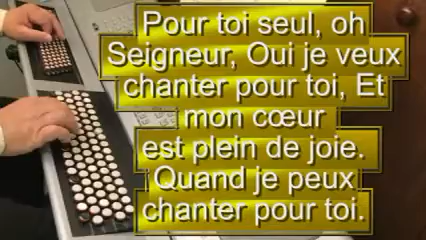 Pour toi seul, oh
Seigneur, Oui je veux
chanter pour toi, Et
mon cœur
est plein de joie.
Quand je peux
chanter pour toi.